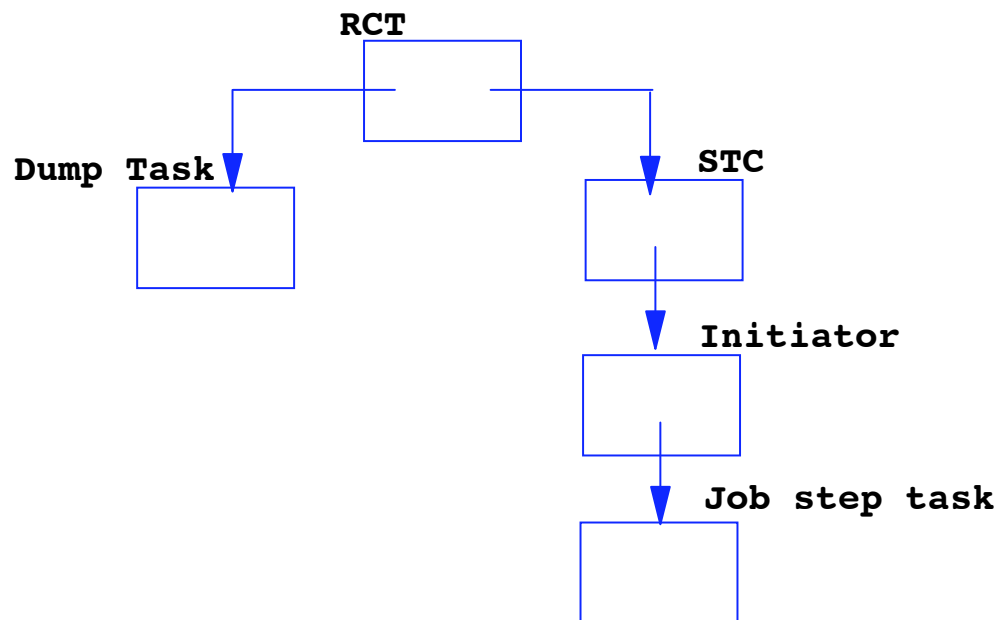 RCT
Dump Task
STC
Initiator
Job step task